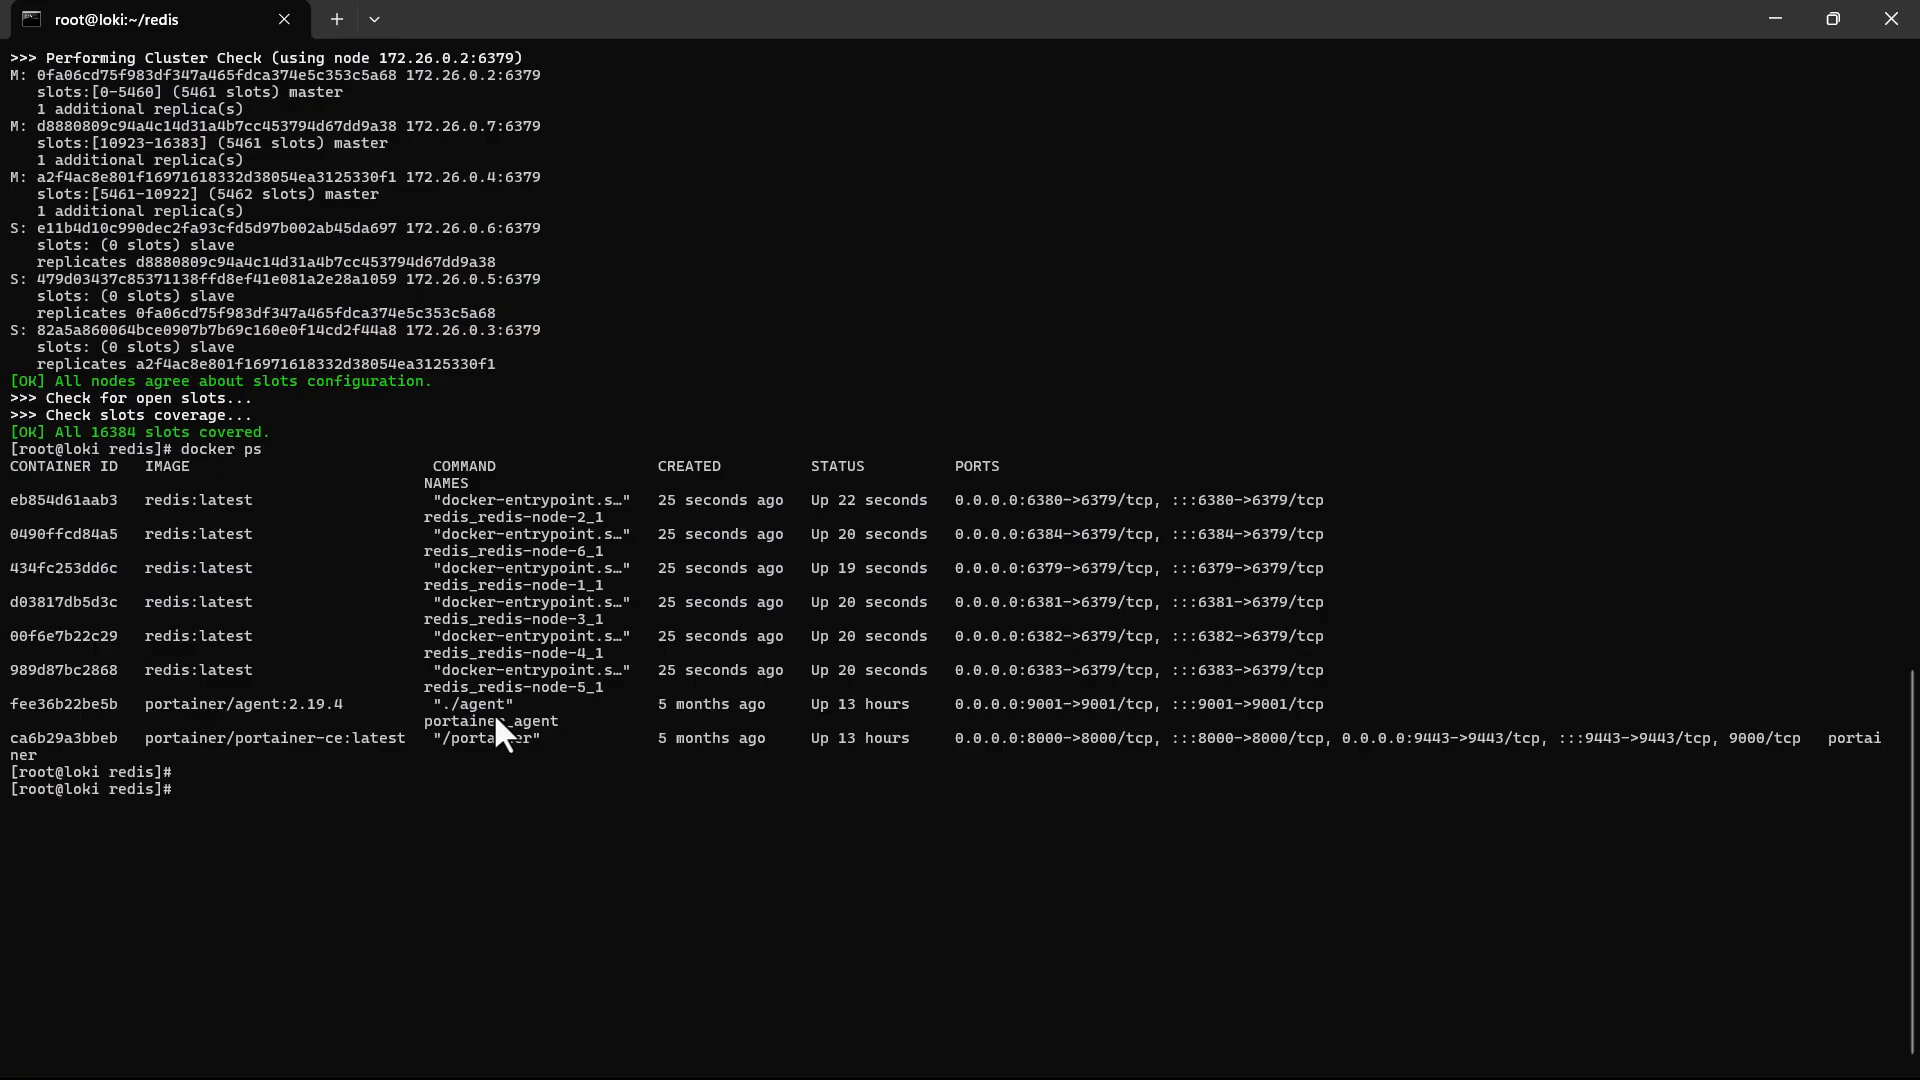 root@loki:~/redis
>>> Performing Cluster Check (using node 172.26.0.2:6379)
M: 0fa06cd75f983df347a465fdca374e5c353c5a68 172.26.0.2:6379
   slots:[0-5460] (5461 slots) master
   1 additional replica(s)
M: d8880809c94a4c14d31a4b7cc453794d67dd9a38 172.26.0.7:6379
   slots:[10923-16383] (5461 slots) master
   1 additional replica(s)
M: a2f4ac8e801f16971618332d38054ea3125330f1 172.26.0.4:6379
   slots:[5461-10922] (5462 slots) master
   1 additional replica(s)
S: e11b4d10c990dec2fa93cfd5d97b002ab45da697 172.26.0.6:6379
   slots: (0 slots) slave
   replicates d8880809c94a4c14d31a4b7cc453794d67dd9a38
S: 479d03437c85371138ffd8ef41e081a2e28a1059 172.26.0.5:6379
   slots: (0 slots) slave
   replicates 0fa06cd75f983df347a465fdca374e5c353c5a68
S: 82a5a860064bce0907b7b69c160e0f14cd2f44a8 172.26.0.3:6379
   slots: (0 slots) slave
   replicates a2f4ac8e801f16971618332d38054ea3125330f1
[OK] All nodes agree about slots configuration.
>>> Check for open slots...
>>> Check slots coverage...
[OK] All 16384 slots covered.
[root@loki redis]# docker ps
CONTAINER ID   IMAGE                           COMMAND                  CREATED          STATUS          PORTS
                                              NAMES
eb854d61aab3   redis:latest                    "docker-entrypoint.s…"   25 seconds ago   Up 22 seconds   0.0.0.0:6380->6379/tcp, :::6380->6379/tcp
                                              redis_redis-node-2_1
0490ffcd84a5   redis:latest                    "docker-entrypoint.s…"   25 seconds ago   Up 20 seconds   0.0.0.0:6384->6379/tcp, :::6384->6379/tcp
                                              redis_redis-node-6_1
434fc253dd6c   redis:latest                    "docker-entrypoint.s…"   25 seconds ago   Up 19 seconds   0.0.0.0:6379->6379/tcp, :::6379->6379/tcp
                                              redis_redis-node-1_1
d03817db5d3c   redis:latest                    "docker-entrypoint.s…"   25 seconds ago   Up 20 seconds   0.0.0.0:6381->6379/tcp, :::6381->6379/tcp
                                              redis_redis-node-3_1
00f6e7b22c29   redis:latest                    "docker-entrypoint.s…"   25 seconds ago   Up 20 seconds   0.0.0.0:6382->6379/tcp, :::6382->6379/tcp
                                              redis_redis-node-4_1
989d87bc2868   redis:latest                    "docker-entrypoint.s…"   25 seconds ago   Up 20 seconds   0.0.0.0:6383->6379/tcp, :::6383->6379/tcp
                                              redis_redis-node-5_1
fee36b22be5b   portainer/agent:2.19.4          "./agent"                5 months ago     Up 13 hours     0.0.0.0:9001->9001/tcp, :::9001->9001/tcp
                                              portainer_agent
ca6b29a3bbeb   portainer/portainer-ce:latest   "/portainer"             5 months ago     Up 13 hours     0.0.0.0:8000->8000/tcp, :::8000->8000/tcp, 0.0.0.0:9443->9443/tcp, :::9443->9443/tcp, 9000/tcp   portai
ner
[root@loki redis]#
[root@loki redis]#